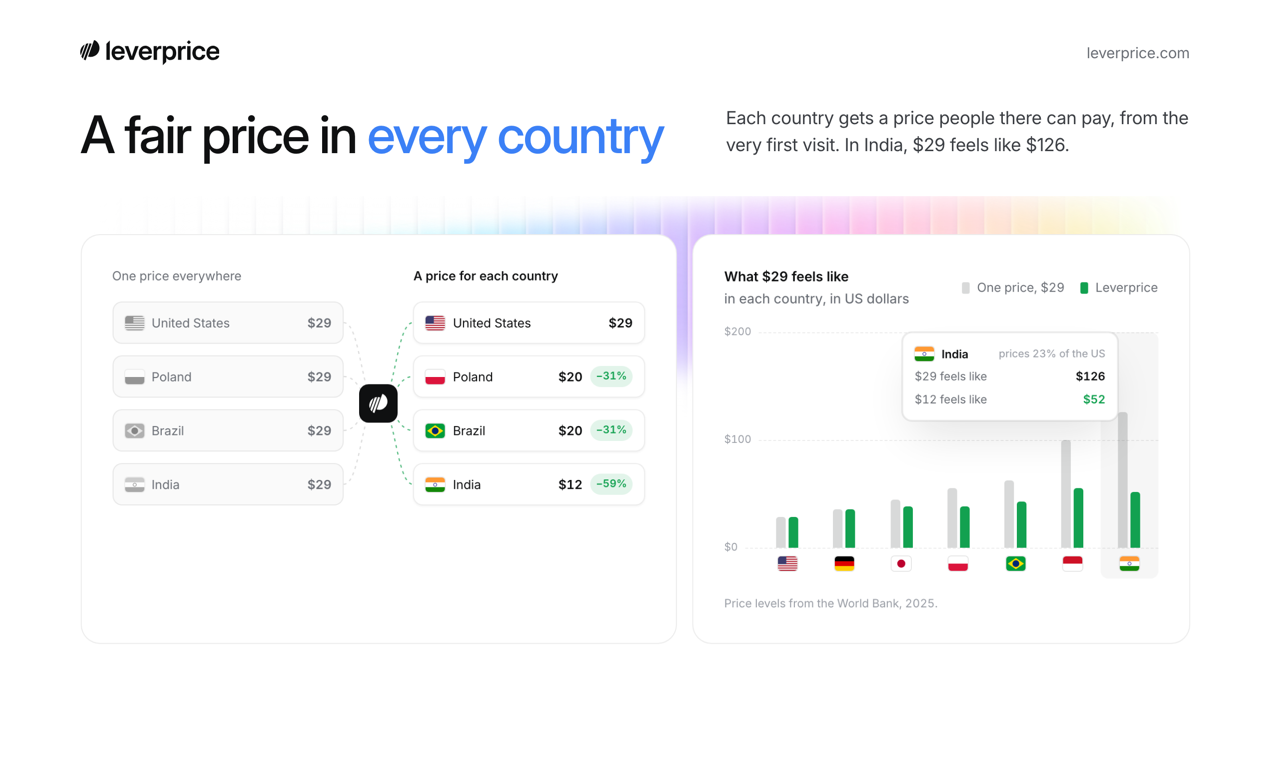 leverprice
leverprice.com
A fair price in every country
Each country gets a price people there can pay, from the
very first visit. In India, $29 feels like $126.
One price everywhere
United States $29
Poland $29
Brazil $29
India $29
A price for each country
United States $29
Poland $20 −31%
Brazil $20 −31%
India $12 −59%
What $29 feels like
in each country, in US dollars
One price, $29 Leverprice
$200
India prices 23% of the US
$29 feels like $126
$12 feels like $52
$100
$0
Price levels from the World Bank, 2025.